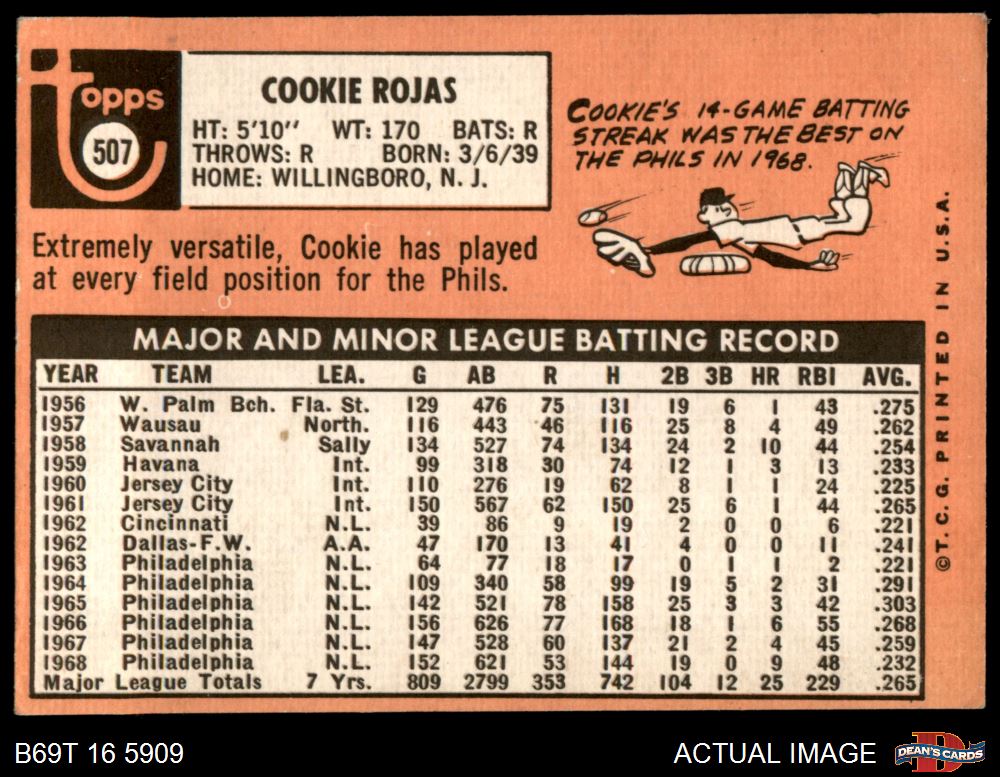 topps
507
COOKIE ROJAS
HT: 5'10" WT: 170 BATS: R
THROWS: R BORN: 3/6/39
HOME: WILLINGBORO, N. J.
COOKIE'S 14-GAME BATTING
STREAK WAS THE BEST ON
THE PHILS IN 1968.
Extremely versatile, Cookie has played
at every field position for the Phils.
MAJOR AND MINOR LEAGUE BATTING RECORD
YEAR TEAM LEA. G AB R H 2B 3B HR RBI AVG.
1956 W. Palm Bch. Fla. St. 129 476 75 131 19 6 1 43 .275
1957 Wausau North. 116 443 46 116 25 8 4 49 .262
1958 Savannah Sally 134 527 74 134 24 2 10 44 .254
1959 Havana Int. 99 318 30 74 12 1 3 13 .233
1960 Jersey City Int. 110 276 19 62 8 1 1 24 .225
1961 Jersey City Int. 150 567 62 150 25 6 1 44 .265
1962 Cincinnati N.L. 39 86 9 19 2 0 0 6 .221
1962 Dallas-F.W. A.A. 47 170 13 41 4 0 0 11 .241
1963 Philadelphia N.L. 64 77 18 17 0 1 1 2 .221
1964 Philadelphia N.L. 109 340 58 99 19 5 2 31 .291
1965 Philadelphia N.L. 142 521 78 158 25 3 3 42 .303
1966 Philadelphia N.L. 156 626 77 168 18 1 6 55 .268
1967 Philadelphia N.L. 147 528 60 137 21 2 4 45 .259
1968 Philadelphia N.L. 152 621 53 144 19 0 9 48 .232
Major League Totals 7 Yrs. 809 2799 353 742 104 12 25 229 .265
©T. C. G. PRINTED IN U.S.A.
B69T 16 5909
ACTUAL IMAGE
DEAN'S CARDS